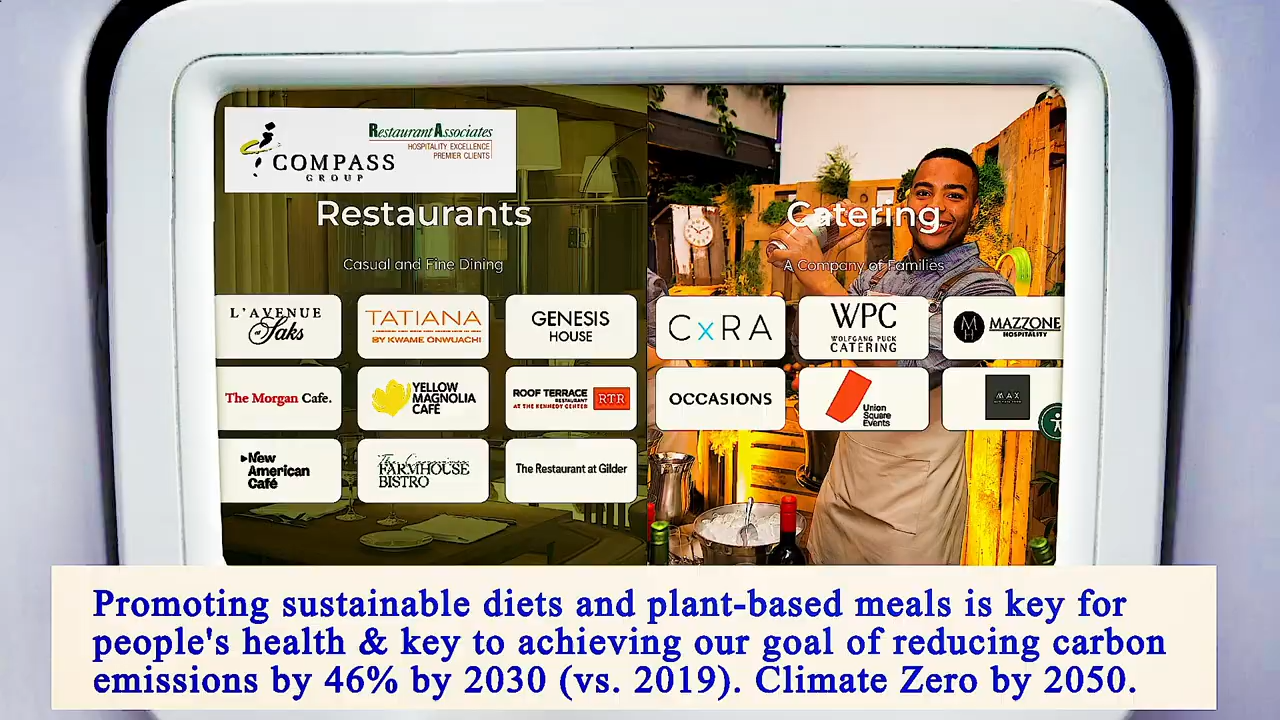 COMPASS
GROUP
Restaurant Associates
HOSPITALITY EXCELLENCE
PREMIER CLIENTS
Restaurants
Casual and Fine Dining
L'AVENUE
Saks
TATIANA
BY KWAME ONWUACHI
GENESIS
HOUSE
The Morgan Cafe.
YELLOW
MAGNOLIA
CAFÉ
ROOF TERRACE
RESTAURANT
AT THE KENNEDY CENTER
RTR
New
American
Café
FARMHOUSE
BISTRO
The Restaurant at Gilder
Catering
A Company of Families
CxRA
WPC
WOLFGANG PUCK
CATERING
MH
MAZZONE
HOSPITALITY
OCCASIONS
Union
Square
Events
MAX
Promoting sustainable diets and plant-based meals is key for
people's health & key to achieving our goal of reducing carbon
emissions by 46% by 2030 (vs. 2019). Climate Zero by 2050.